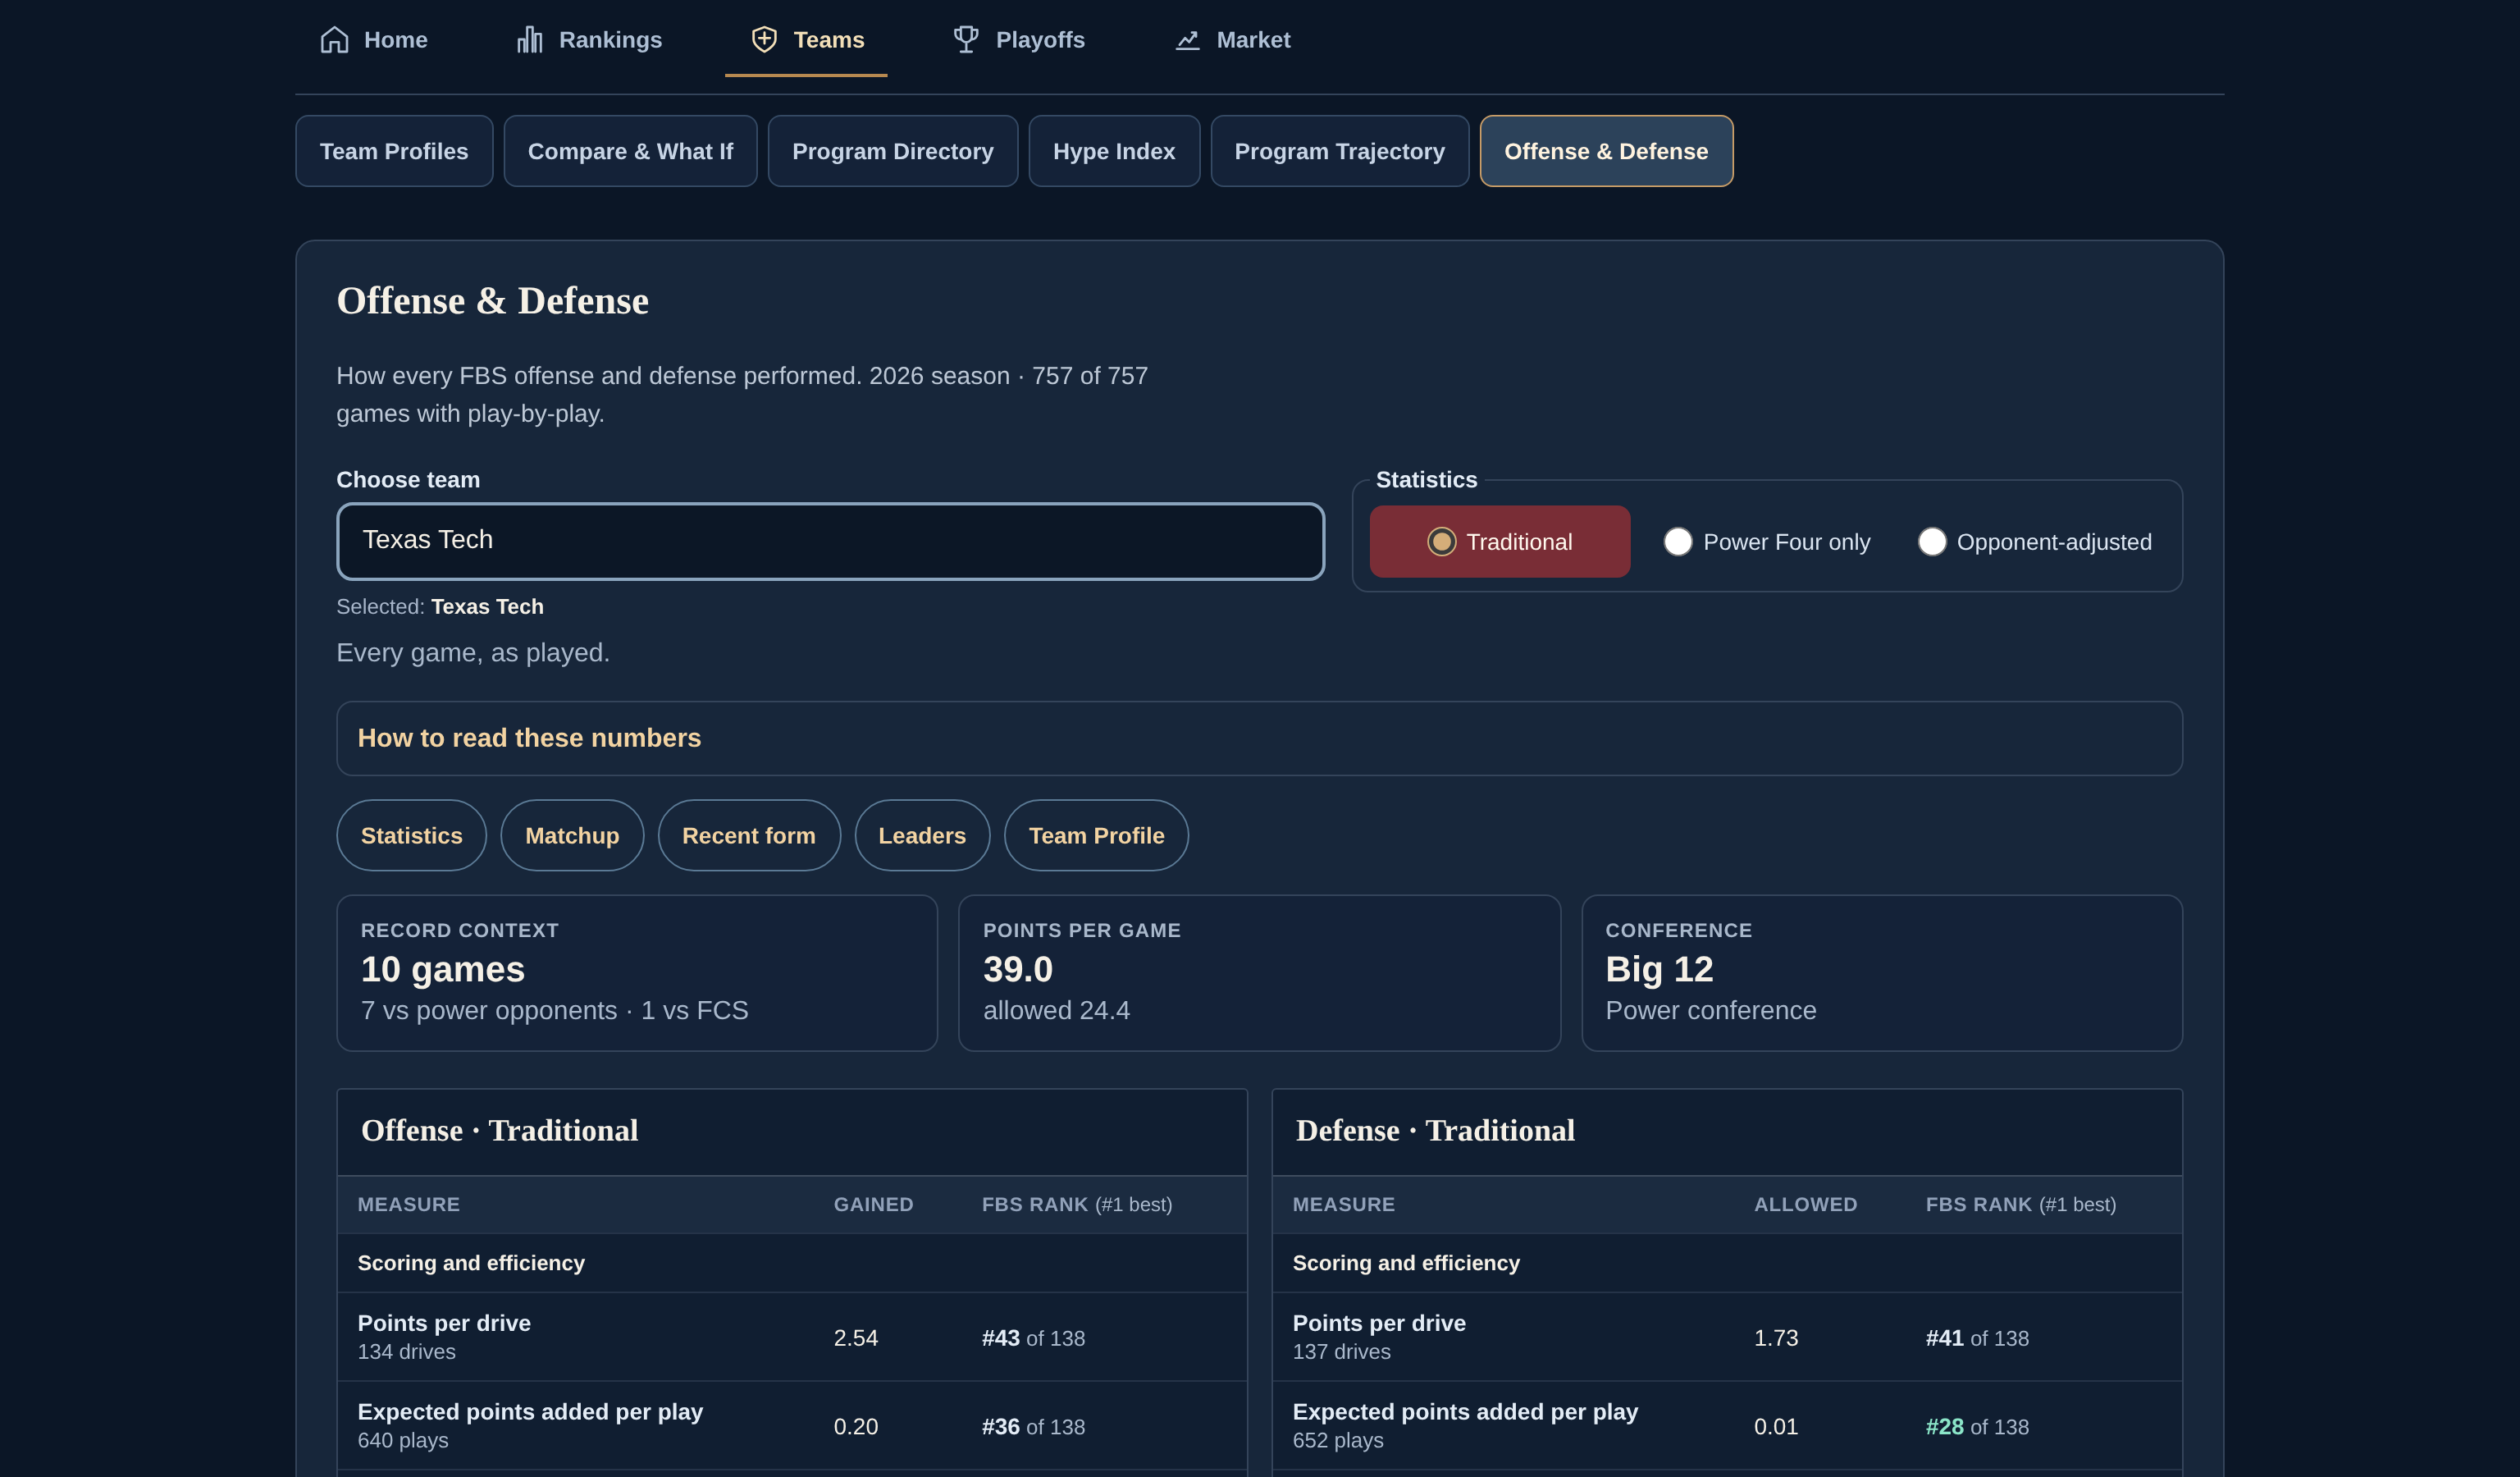 Home Rankings Teams Playoffs Market
Team Profiles Compare & What If Program Directory Hype Index Program Trajectory Offense & Defense
Offense & Defense
How every FBS offense and defense performed. 2026 season · 757 of 757
games with play-by-play.
Choose team
Texas Tech
Selected: Texas Tech
Statistics
Traditional Power Four only Opponent-adjusted
Every game, as played.
How to read these numbers
Statistics Matchup Recent form Leaders Team Profile
RECORD CONTEXT
10 games
7 vs power opponents · 1 vs FCS
POINTS PER GAME
39.0
allowed 24.4
CONFERENCE
Big 12
Power conference
Offense · Traditional
MEASURE GAINED FBS RANK (#1 best)
Scoring and efficiency
Points per drive
134 drives
2.54 #43 of 138
Expected points added per play
640 plays
0.20 #36 of 138
Defense · Traditional
MEASURE ALLOWED FBS RANK (#1 best)
Scoring and efficiency
Points per drive
137 drives
1.73 #41 of 138
Expected points added per play
652 plays
0.01 #28 of 138